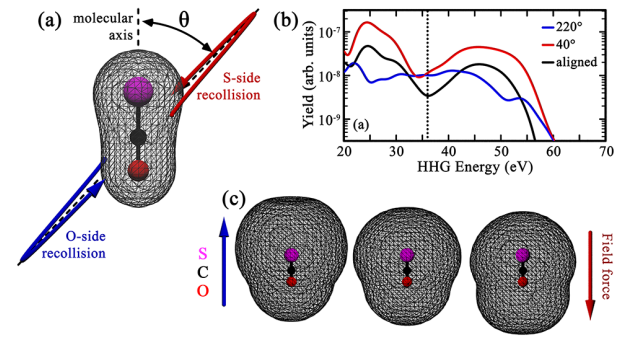 (a)
molecular
axis
θ
S-side
recollision
O-side
recollision
(b)
Yield (arb. units)
10-7
10-8
10-9
220°
40°
aligned
(a)
20 30 40 50 60 70
HHG Energy (eV)
(c)
S
C
O
Field force